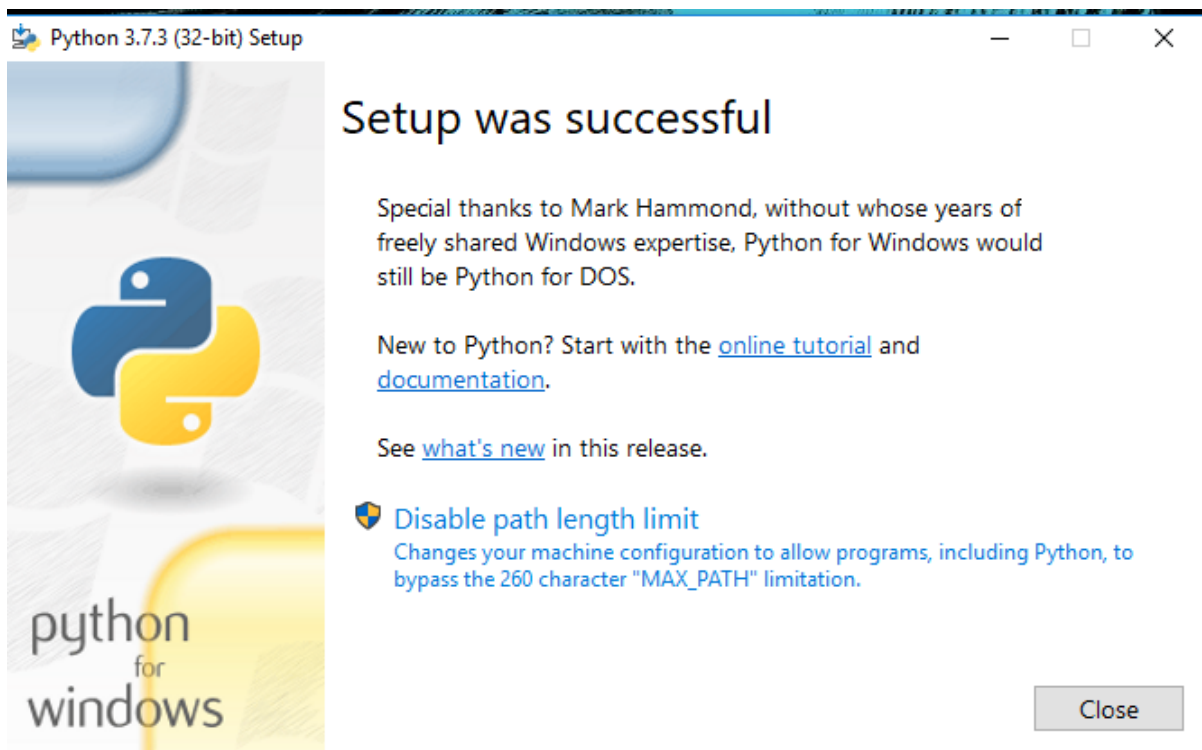 Python 3.7.3 (32-bit) Setup
Setup was successful
Special thanks to Mark Hammond, without whose years of
freely shared Windows expertise, Python for Windows would
still be Python for DOS.
New to Python? Start with the online tutorial and
documentation.
See what's new in this release.
Disable path length limit
Changes your machine configuration to allow programs, including Python, to
bypass the 260 character "MAX_PATH" limitation.
python
for
windows
Close